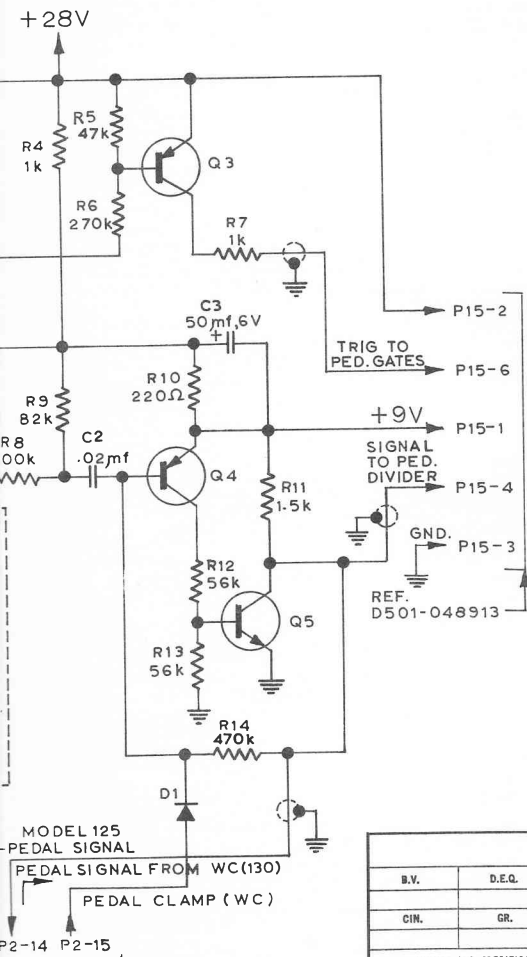 +28V
R5
47k
R4
1k
Q3
R6
270k
R7
1k
C3
50mf,6V
+
P15-2
TRIG TO
PED. GATES
P15-6
R10
220Ω
R9
82k
+9V
P15-1
R8
00k
C2
.02mf
Q4
SIGNAL
TO PED.
DIVIDER
P15-4
R11
1.5k
GND.
P15-3
R12
56k
Q5
REF.
D501-048913
R13
56k
R14
470k
D1
MODEL 125
-PEDAL SIGNAL
PEDAL SIGNAL FROM WC(130)
PEDAL CLAMP (WC)
P2-14 P2-15
B.V. D.E.Q.
CIN. GR.